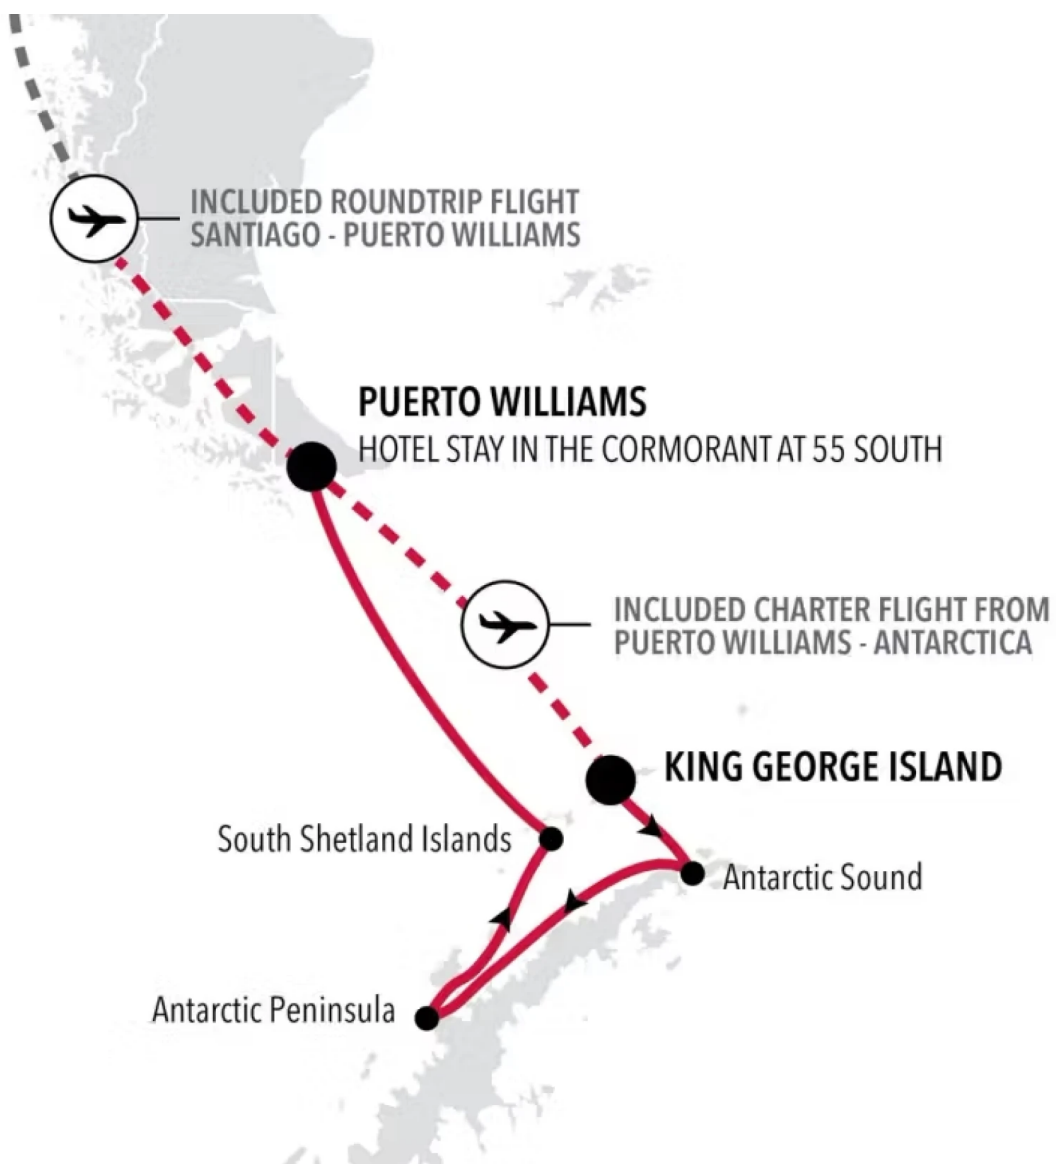 INCLUDED ROUNDTRIP FLIGHT
SANTIAGO - PUERTO WILLIAMS
PUERTO WILLIAMS
HOTEL STAY IN THE CORMORANT AT 55 SOUTH
INCLUDED CHARTER FLIGHT FROM
PUERTO WILLIAMS - ANTARCTICA
KING GEORGE ISLAND
South Shetland Islands
Antarctic Sound
Antarctic Peninsula